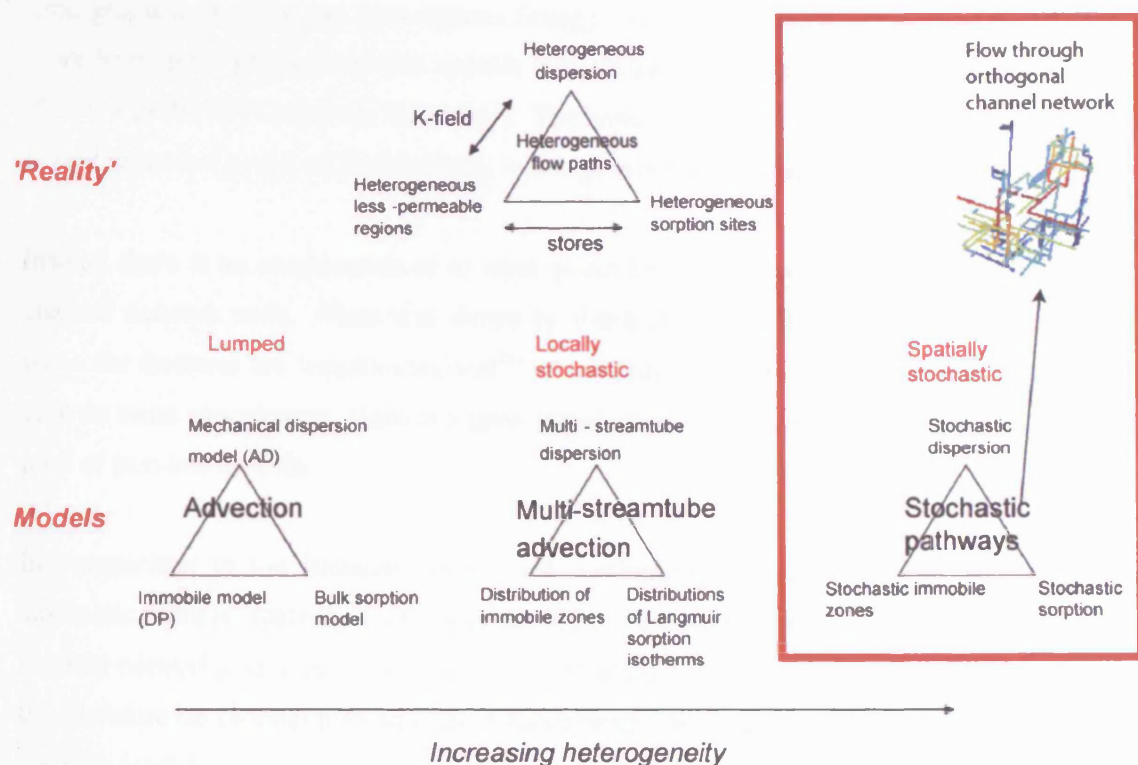 Heterogeneous
dispersion
K-field
Heterogeneous
flow paths
'Reality'
Heterogeneous
less -permeable
regions
Heterogeneous
sorption sites
stores
Flow through
orthogonal
channel network
Lumped
Locally
stochastic
Spatially
stochastic
Models
Mechanical dispersion
model (AD)
Advection
Immobile model
(DP)
Bulk sorption
model
Multi - streamtube
dispersion
Multi-streamtube
advection
Distribution of
immobile zones
Distributions
of Langmuir
sorption
isotherms
Stochastic
dispersion
Stochastic
pathways
Stochastic immobile
zones
Stochastic
sorption
Increasing heterogeneity